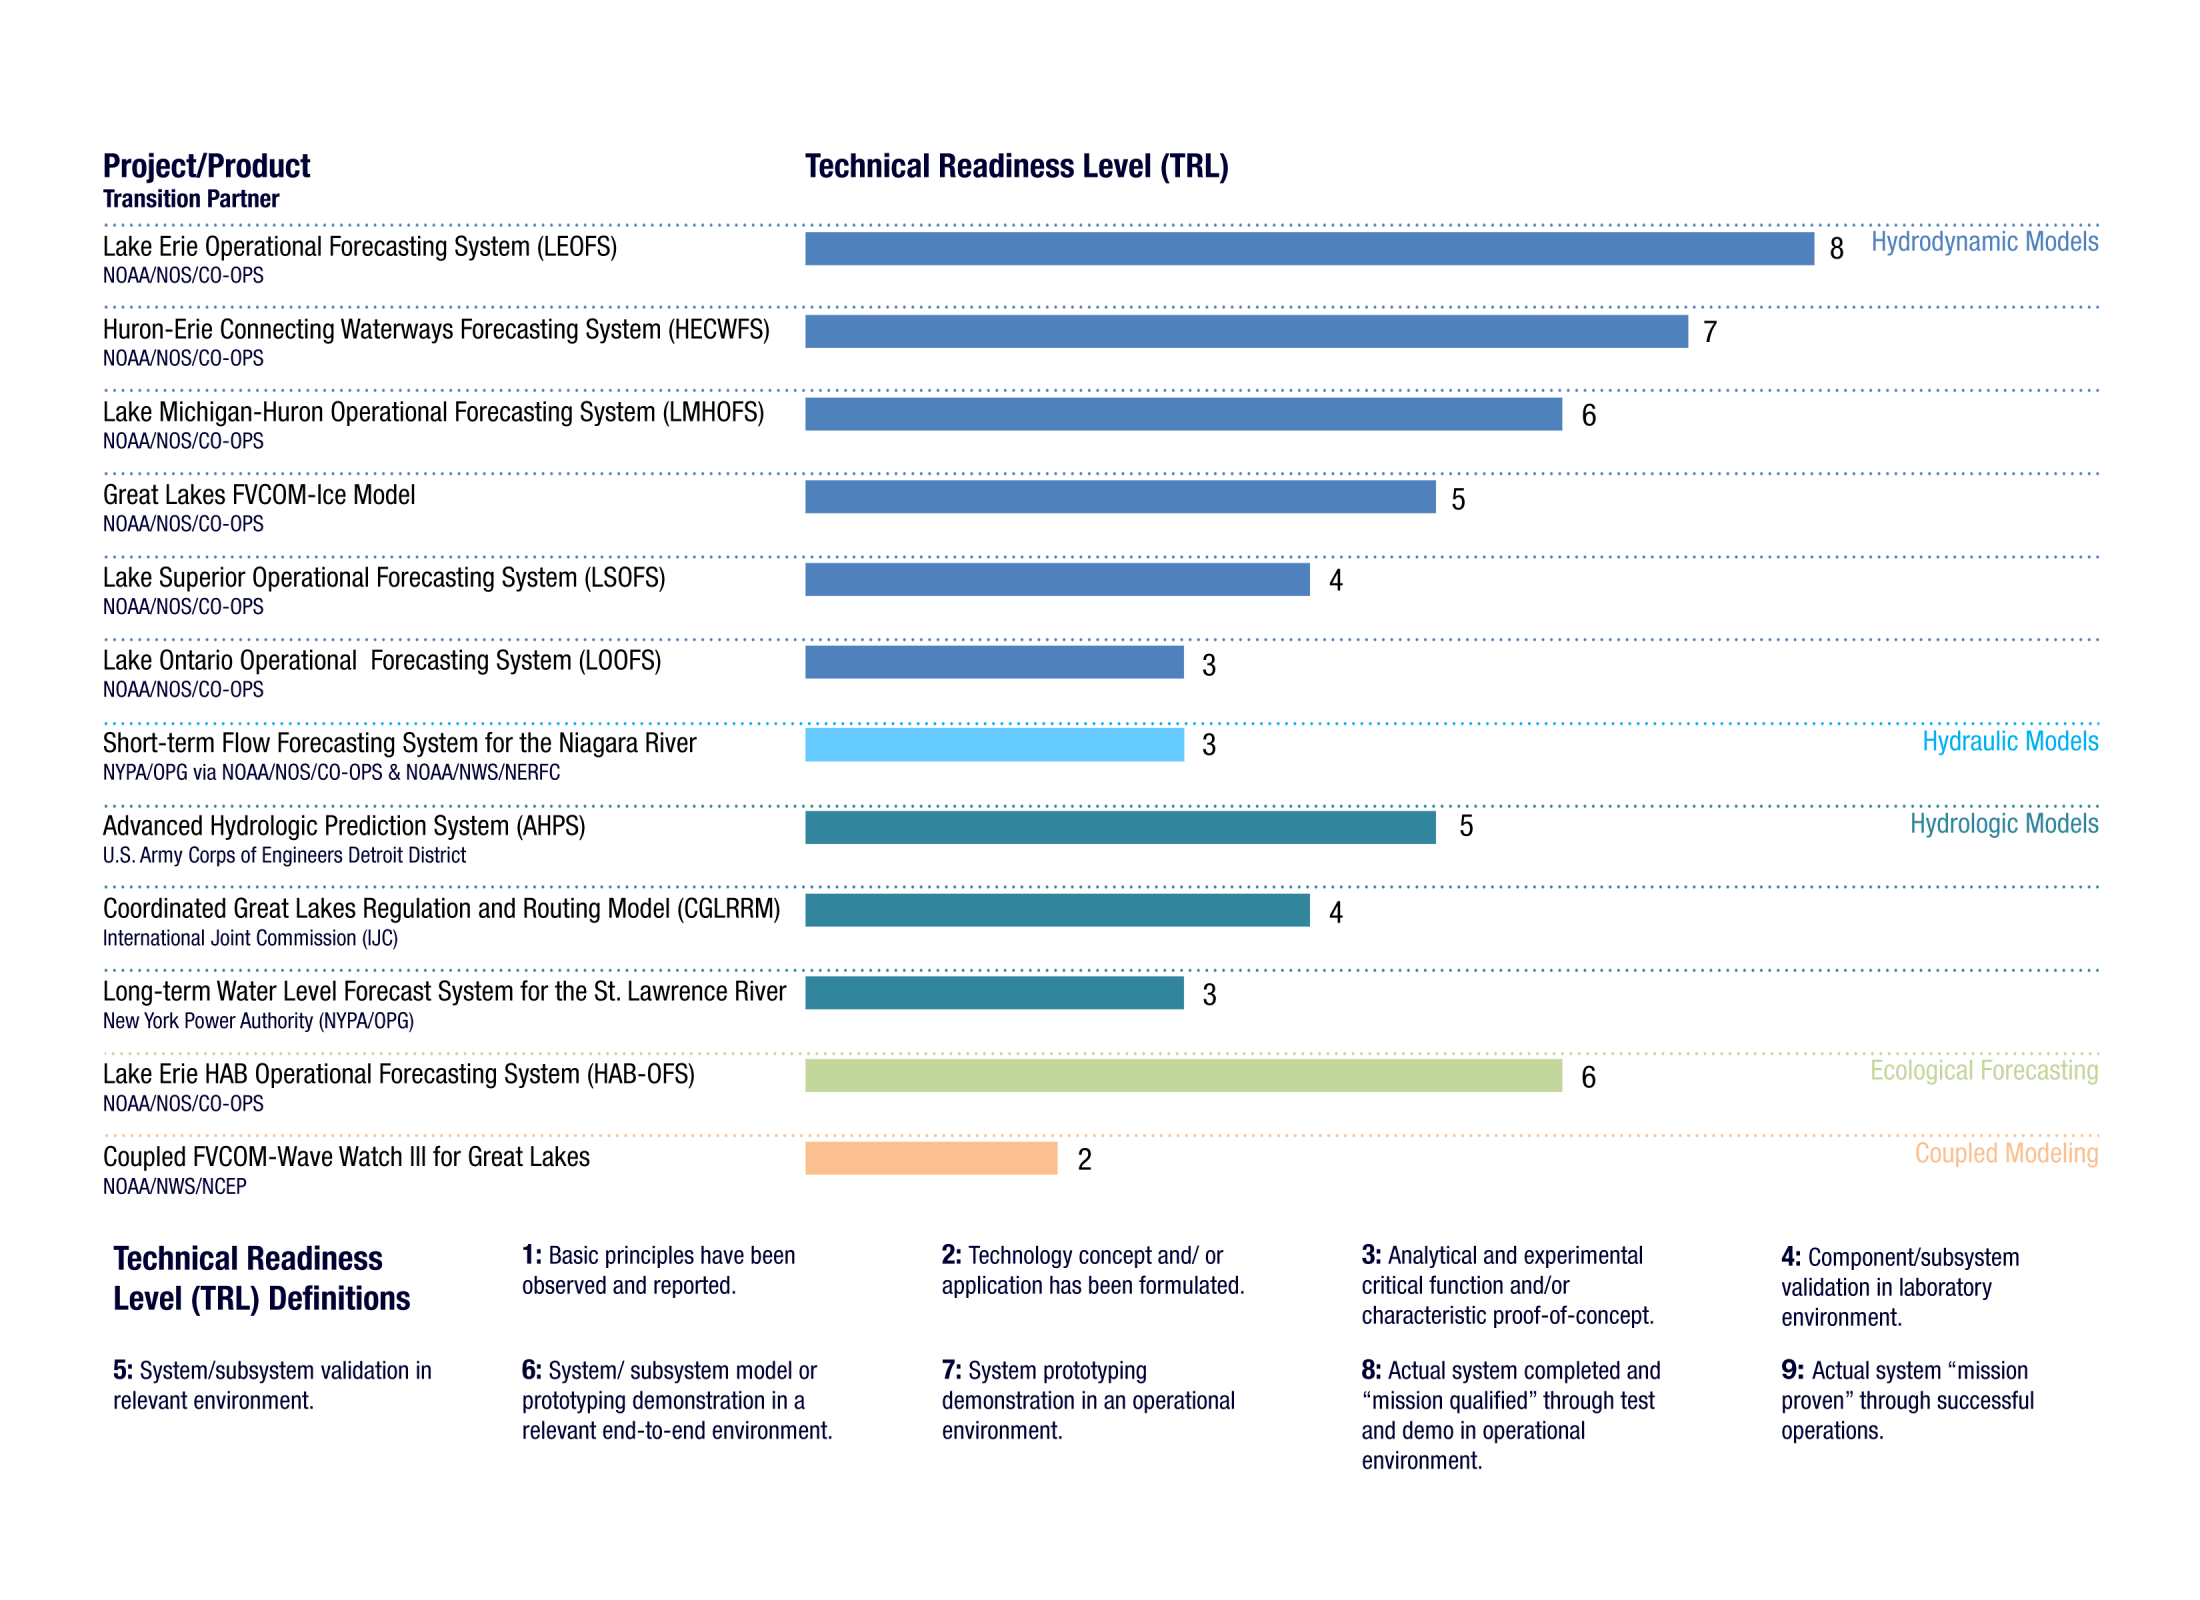 Project/Product
Transition Partner
Technical Readiness Level (TRL)
Lake Erie Operational Forecasting System (LEOFS)
NOAA/NOS/CO-OPS
8
Hydrodynamic Models
Huron-Erie Connecting Waterways Forecasting System (HECWFS)
NOAA/NOS/CO-OPS
7
Lake Michigan-Huron Operational Forecasting System (LMHOFS)
NOAA/NOS/CO-OPS
6
Great Lakes FVCOM-Ice Model
NOAA/NOS/CO-OPS
5
Lake Superior Operational Forecasting System (LSOFS)
NOAA/NOS/CO-OPS
4
Lake Ontario Operational  Forecasting System (LOOFS)
NOAA/NOS/CO-OPS
3
Short-term Flow Forecasting System for the Niagara River
NYPA/OPG via NOAA/NOS/CO-OPS & NOAA/NWS/NERFC
3
Hydraulic Models
Advanced Hydrologic Prediction System (AHPS)
U.S. Army Corps of Engineers Detroit District
5
Hydrologic Models
Coordinated Great Lakes Regulation and Routing Model (CGLRRM)
International Joint Commission (IJC)
4
Long-term Water Level Forecast System for the St. Lawrence River
New York Power Authority (NYPA/OPG)
3
Lake Erie HAB Operational Forecasting System (HAB-OFS)
NOAA/NOS/CO-OPS
6
Ecological Forecasting
Coupled FVCOM-Wave Watch III for Great Lakes
NOAA/NWS/NCEP
2
Coupled Modeling
Technical Readiness
Level (TRL) Definitions
1: Basic principles have been
observed and reported.
2: Technology concept and/ or
application has been formulated.
3: Analytical and experimental
critical function and/or
characteristic proof-of-concept.
4: Component/subsystem
validation in laboratory
environment.
5: System/subsystem validation in
relevant environment.
6: System/ subsystem model or
prototyping demonstration in a
relevant end-to-end environment.
7: System prototyping
demonstration in an operational
environment.
8: Actual system completed and
“mission qualified” through test
and demo in operational
environment.
9: Actual system “mission
proven” through successful
operations.